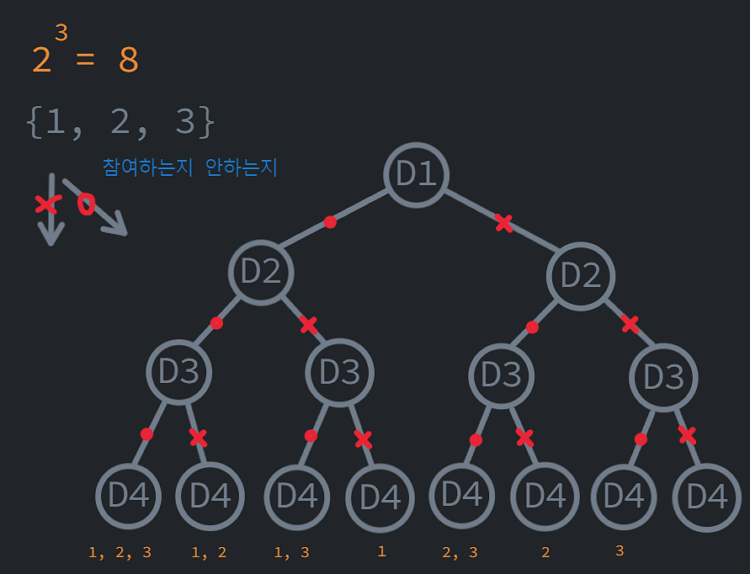 2³ = 8
{1, 2, 3}
참여하는지 안하는지
x o
D1
D2 D2
D3 D3 D3 D3
D4 D4 D4 D4 D4 D4 D4 D4
1, 2, 3 1, 2 1, 3 1 2, 3 2 3